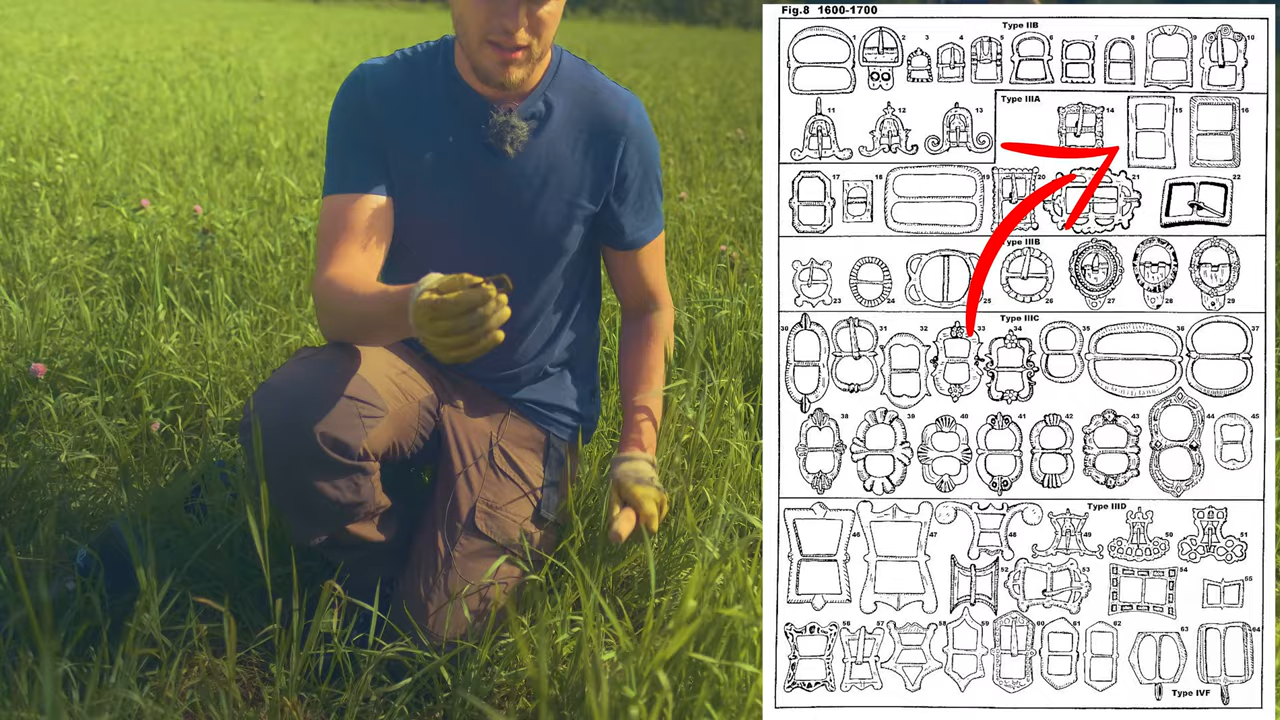 Fig.8 1600-1700
Type IIB
1 2 3 4 5 6 7 8 9 10
11 12 13
Type IIIA
14 15 16
17 18 19 20 21 22
Type IIIB
23 24 25 26 27 28 29
Type IIIC
30 31 32 33 34 35 36 37
38 39 40 41 42 43 44 45
Type IIID
46 47 48 49 50 51
52 53 54 55
56 57 58 59 60 61 62 63 64
Type IVF